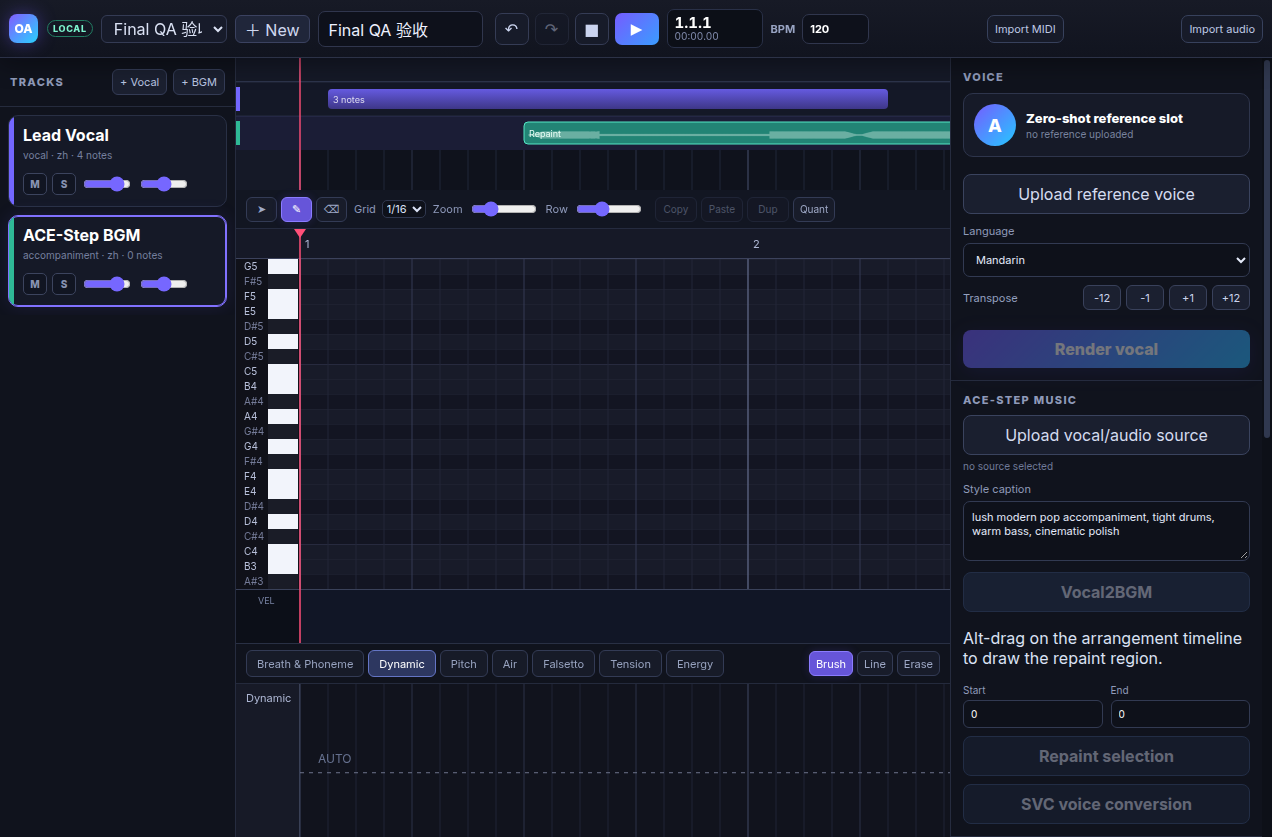 OA LOCAL Final QA 验 + New Final QA 验收 1.1.1 BPM 120 Import MIDI Import audio
00:00.00
TRACKS + Vocal + BGM
Lead Vocal
vocal · zh · 4 notes
M S
ACE-Step BGM
accompaniment · zh · 0 notes
M S
3 notes
Repaint
Grid 1/16 Zoom Row Copy Paste Dup Quant
1 2
G5
F#5
F5
E5
D#5
D5
C#5
C5
B4
A#4
A4
G#4
G4
F#4
F4
E4
D#4
D4
C#4
C4
B3
A#3
VEL
Breath & Phoneme Dynamic Pitch Air Falsetto Tension Energy Brush Line Erase
Dynamic
AUTO
VOICE
A Zero-shot reference slot
no reference uploaded
Upload reference voice
Language
Mandarin
Transpose -12 -1 +1 +12
Render vocal
ACE-STEP MUSIC
Upload vocal/audio source
no source selected
Style caption
lush modern pop accompaniment, tight drums,
warm bass, cinematic polish
Vocal2BGM
Alt-drag on the arrangement timeline
to draw the repaint region.
Start End
0 0
Repaint selection
SVC voice conversion